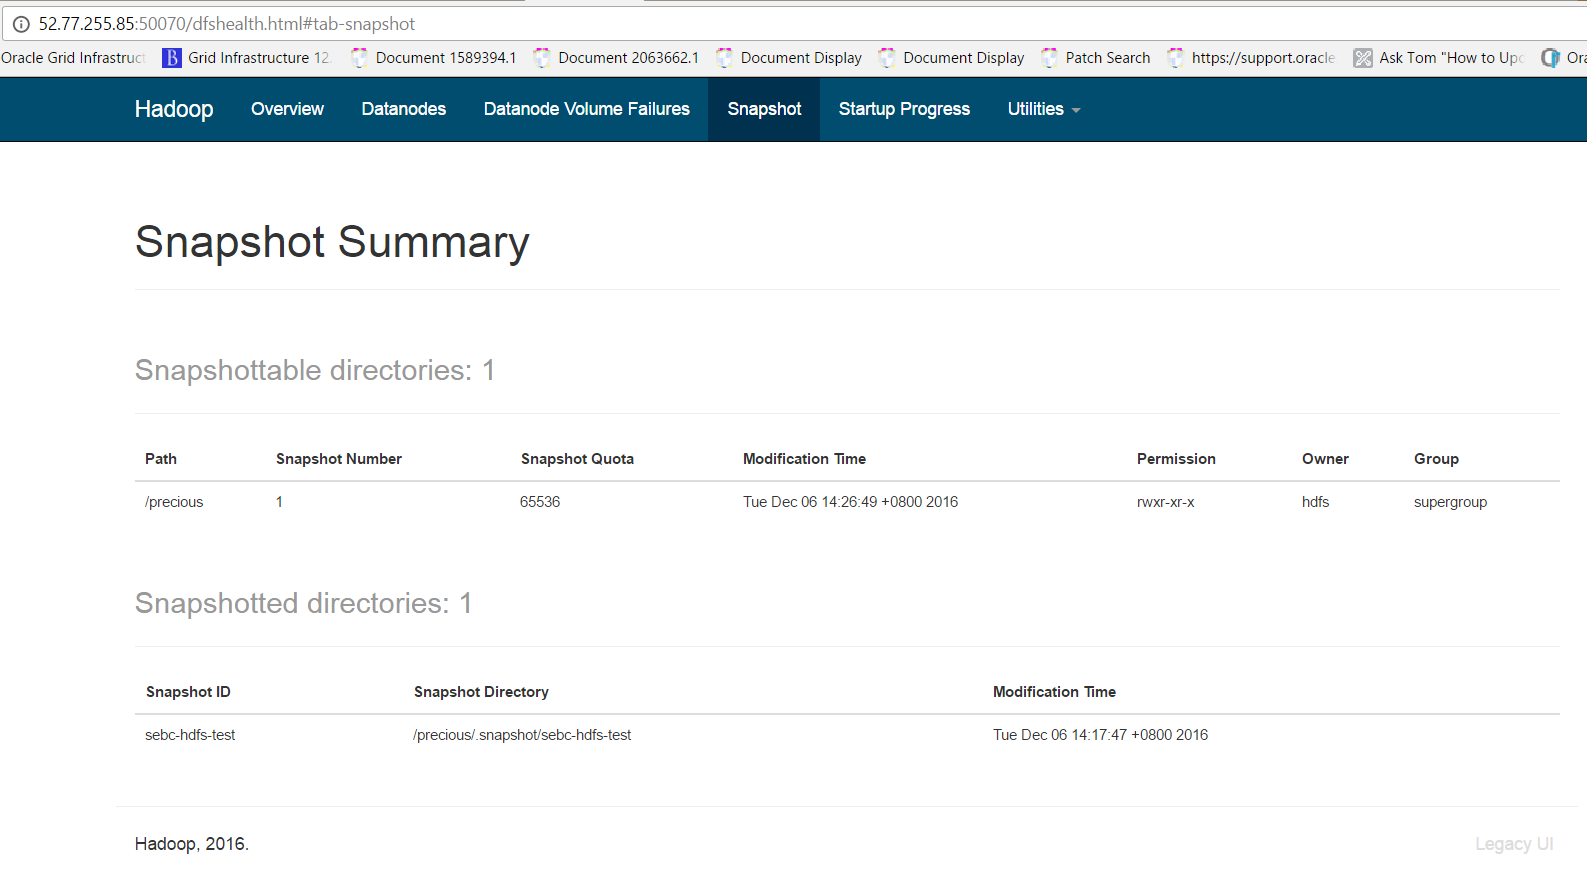 52.77.255.85:50070/dfshealth.html#tab-snapshot
Oracle Grid Infrastruct Grid Infrastructure 12. Document 1589394.1 Document 2063662.1 Document Display Document Display Patch Search https://support.oracle Ask Tom "How to Upd Ora
Hadoop Overview Datanodes Datanode Volume Failures Snapshot Startup Progress Utilities
Snapshot Summary
Snapshottable directories: 1
Path Snapshot Number Snapshot Quota Modification Time Permission Owner Group
/precious 1 65536 Tue Dec 06 14:26:49 +0800 2016 rwxr-xr-x hdfs supergroup
Snapshotted directories: 1
Snapshot ID Snapshot Directory Modification Time
sebc-hdfs-test /precious/.snapshot/sebc-hdfs-test Tue Dec 06 14:17:47 +0800 2016
Hadoop, 2016. Legacy UI